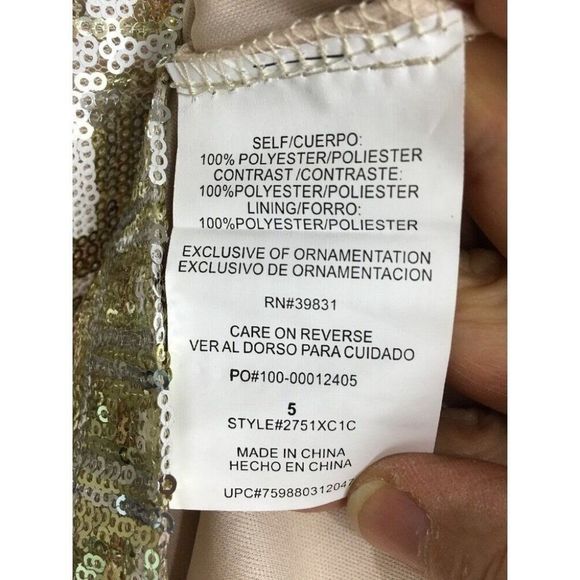 SELF/CUERPO:
100% POLYESTER/POLIESTER
CONTRAST /CONTRASTE:
100%POLYESTER/POLIESTER
LINING/FORRO:
100%POLYESTER/POLIESTER
EXCLUSIVE OF ORNAMENTATION
EXCLUSIVO DE ORNAMENTACION
RN#39831
CARE ON REVERSE
VER AL DORSO PARA CUIDADO
PO#100-00012405
5
STYLE#2751XC1C
MADE IN CHINA
HECHO EN CHINA